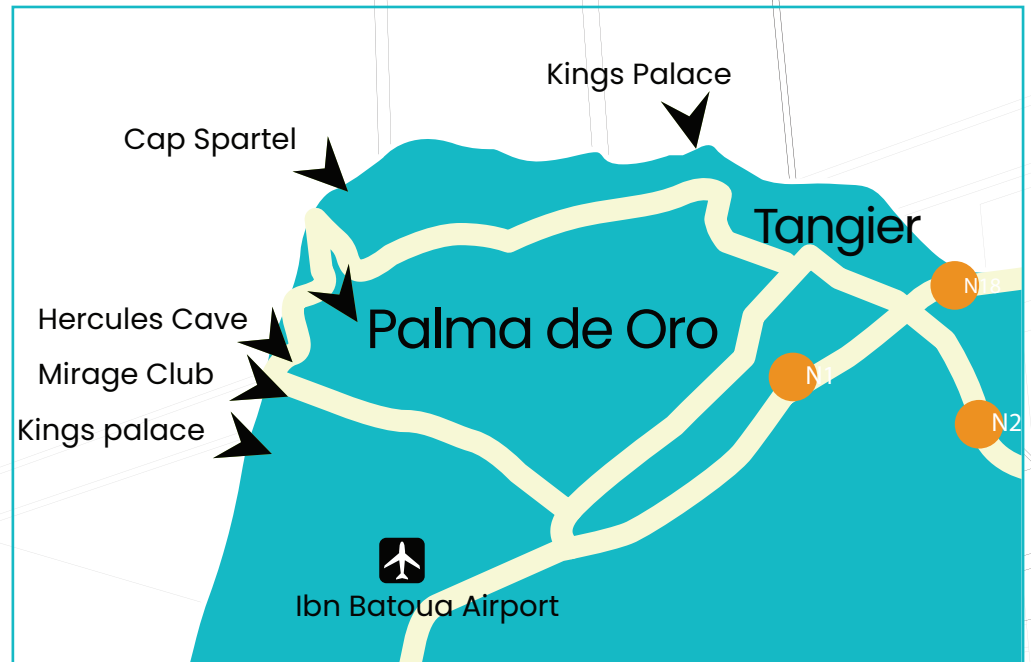 Kings Palace
Cap Spartel
Tangier
N18
Hercules Cave
Palma de Oro
Mirage Club
N1
Kings palace
N2
Ibn Batoua Airport